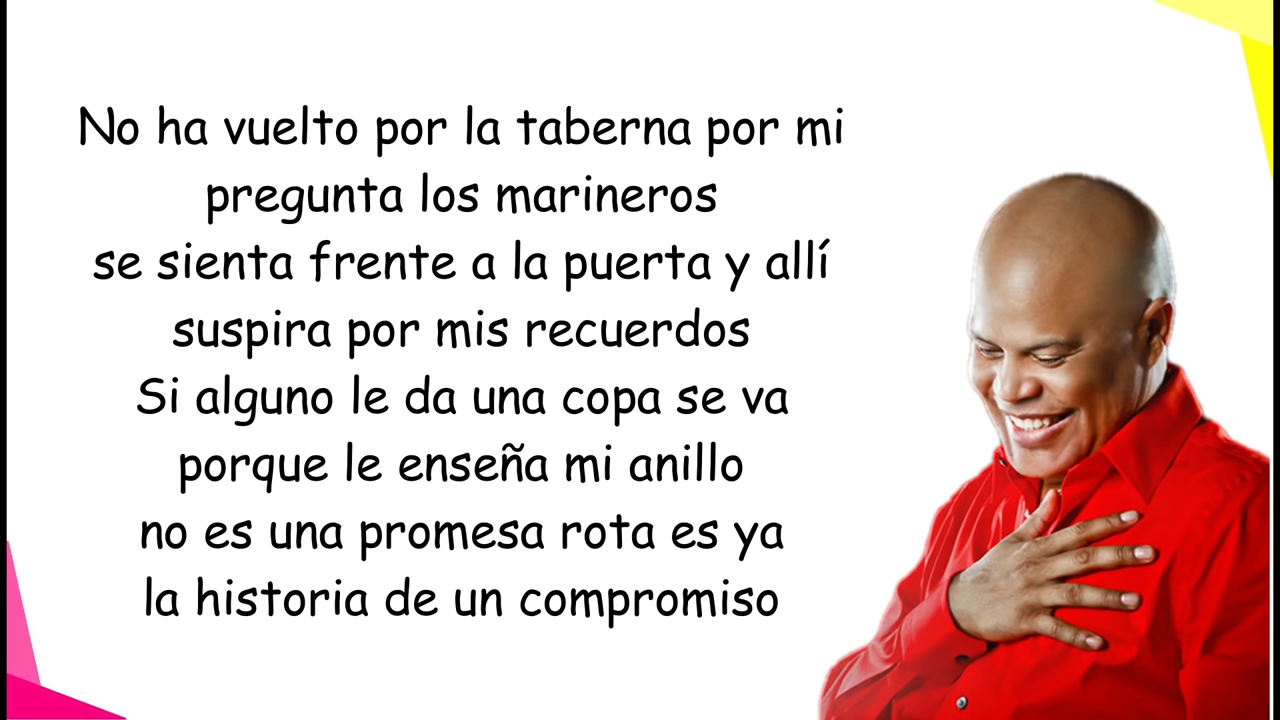 No ha vuelto por la taberna por mi
pregunta los marineros
se sienta frente a la puerta y allí
suspira por mis recuerdos
Si alguno le da una copa se va
porque le enseña mi anillo
no es una promesa rota es ya
la historia de un compromiso